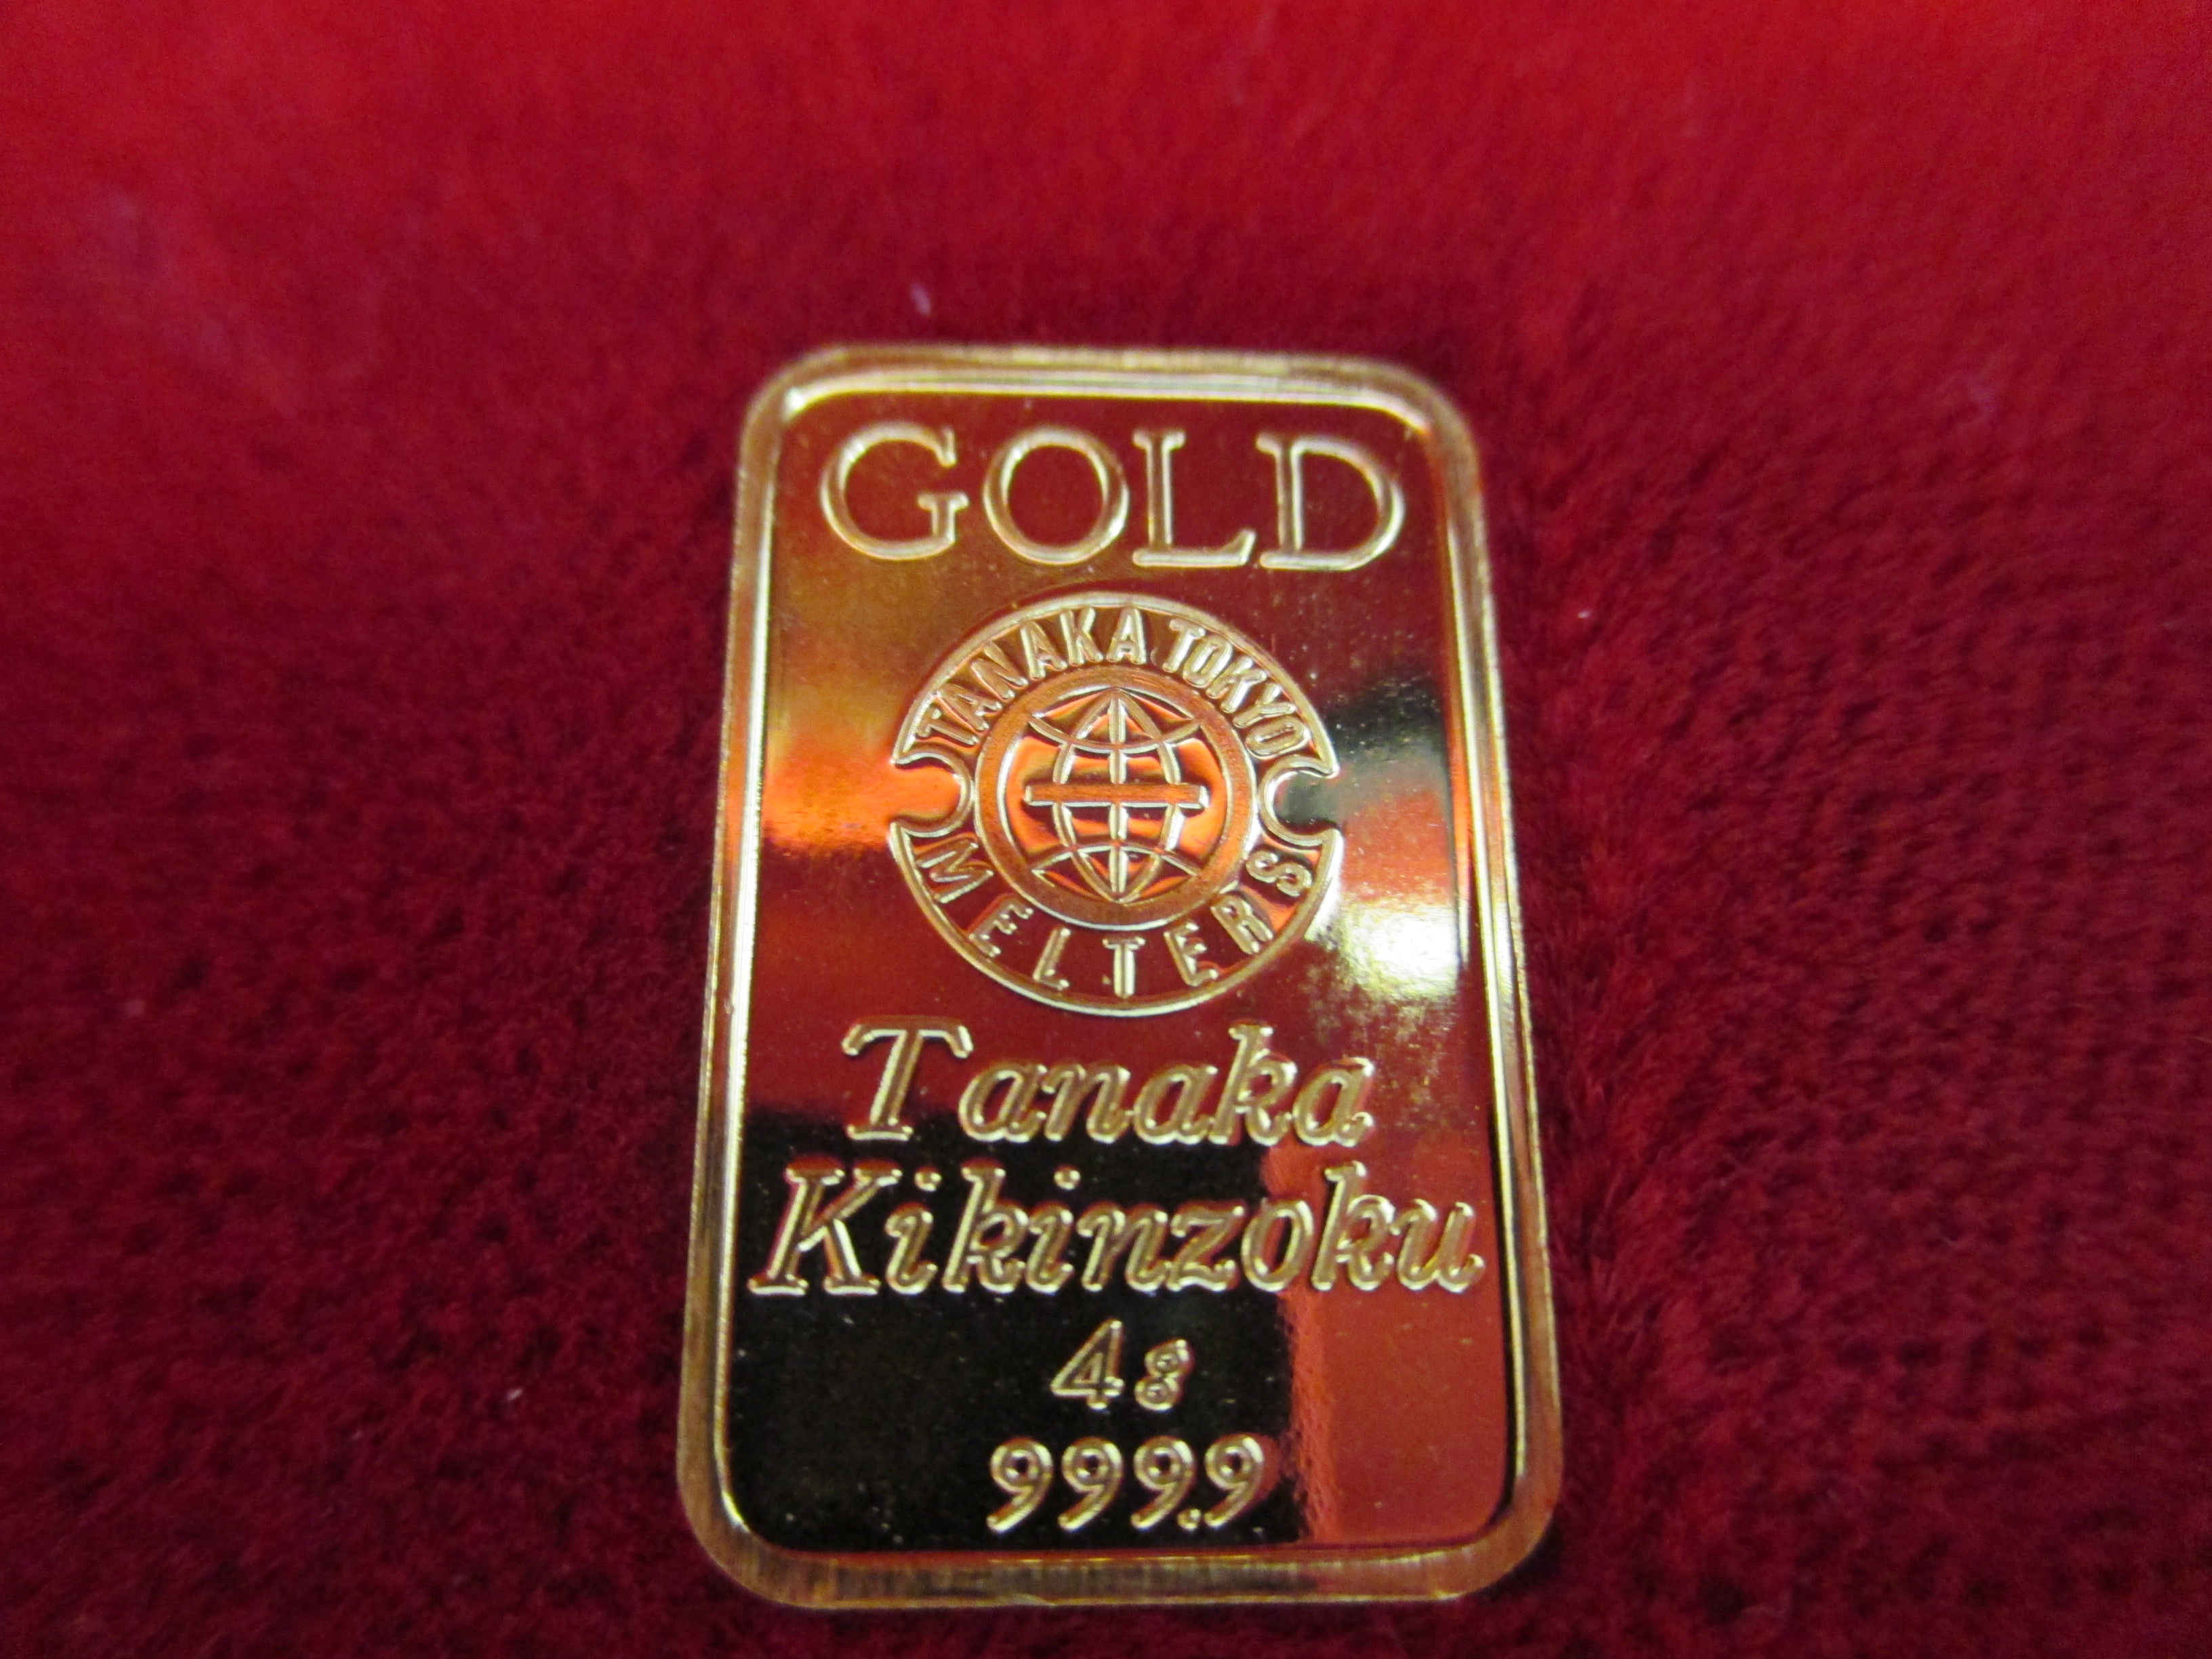 GOLD
TANAKA TOKYO
MELTERS
Tanaka
Kikinzoku
4g
999.9